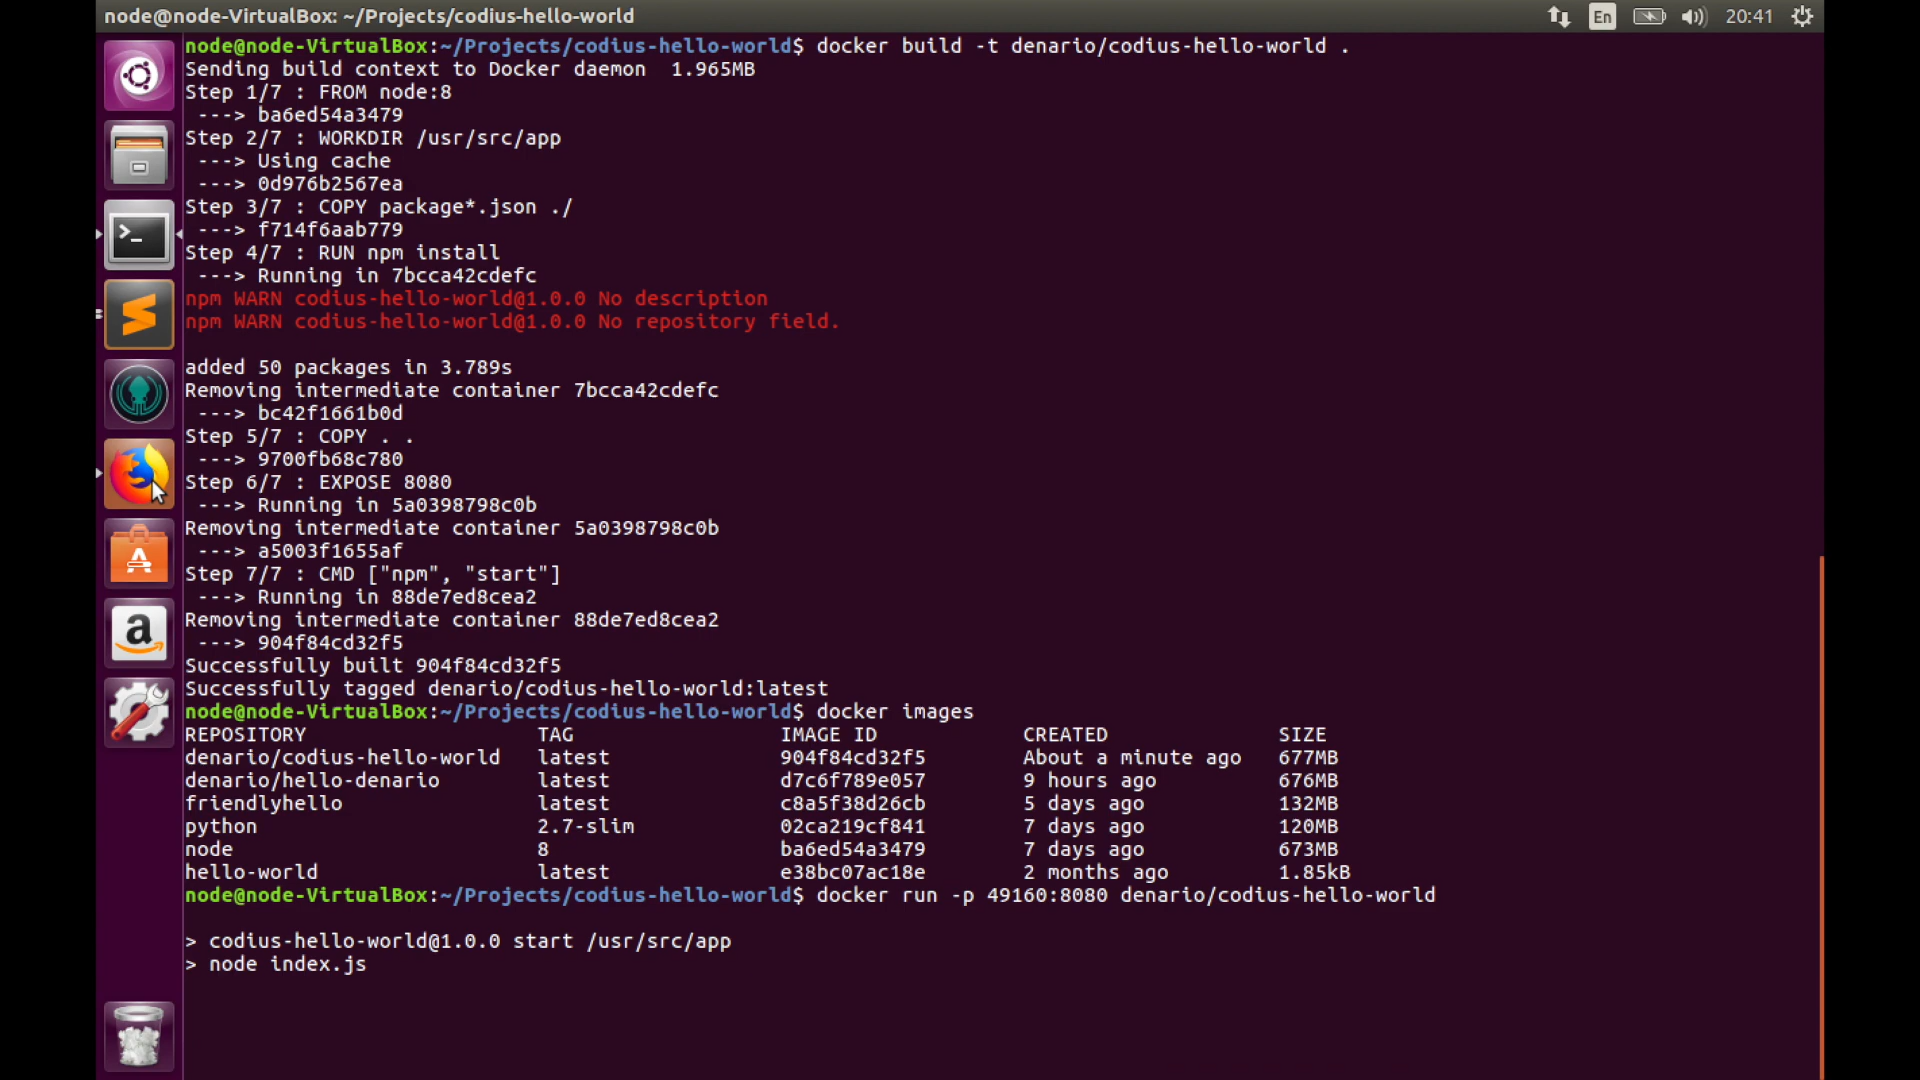 node@node-VirtualBox: ~/Projects/codius-hello-world
En
20:41
node@node-VirtualBox:~/Projects/codius-hello-world$ docker build -t denario/codius-hello-world .
Sending build context to Docker daemon  1.965MB
Step 1/7 : FROM node:8
 ---> ba6ed54a3479
Step 2/7 : WORKDIR /usr/src/app
 ---> Using cache
 ---> 0d976b2567ea
Step 3/7 : COPY package*.json ./
 ---> f714f6aab779
Step 4/7 : RUN npm install
 ---> Running in 7bcca42cdefc
npm WARN codius-hello-world@1.0.0 No description
npm WARN codius-hello-world@1.0.0 No repository field.
added 50 packages in 3.789s
Removing intermediate container 7bcca42cdefc
 ---> bc42f1661b0d
Step 5/7 : COPY . .
 ---> 9700fb68c780
Step 6/7 : EXPOSE 8080
 ---> Running in 5a0398798c0b
Removing intermediate container 5a0398798c0b
 ---> a5003f1655af
Step 7/7 : CMD ["npm", "start"]
 ---> Running in 88de7ed8cea2
Removing intermediate container 88de7ed8cea2
 ---> 904f84cd32f5
Successfully built 904f84cd32f5
Successfully tagged denario/codius-hello-world:latest
node@node-VirtualBox:~/Projects/codius-hello-world$ docker images
REPOSITORY                   TAG                 IMAGE ID            CREATED              SIZE
denario/codius-hello-world   latest              904f84cd32f5        About a minute ago   677MB
denario/hello-denario        latest              d7c6f789e057        9 hours ago          676MB
friendlyhello                latest              c8a5f38d26cb        5 days ago           132MB
python                       2.7-slim            02ca219cf841        7 days ago           120MB
node                         8                   ba6ed54a3479        7 days ago           673MB
hello-world                  latest              e38bc07ac18e        2 months ago         1.85kB
node@node-VirtualBox:~/Projects/codius-hello-world$ docker run -p 49160:8080 denario/codius-hello-world
> codius-hello-world@1.0.0 start /usr/src/app
> node index.js